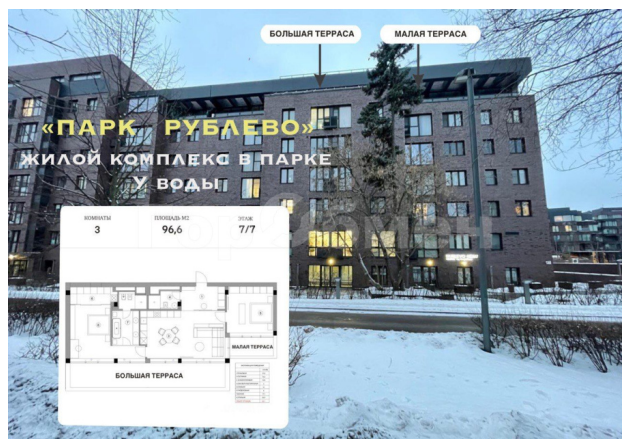 БОЛЬШАЯ ТЕРРАСА
МАЛАЯ ТЕРРАСА
«ПАРК РУБЛЕВО»
ЖИЛОЙ КОМПЛЕКС В ПАРКЕ
У ВОДЫ
КОМНАТЫ
ПЛОЩАДЬ М2
ЭТАЖ
3
96,6
7/7
МАЛАЯ ТЕРРАСА
БОЛЬШАЯ ТЕРРАСА